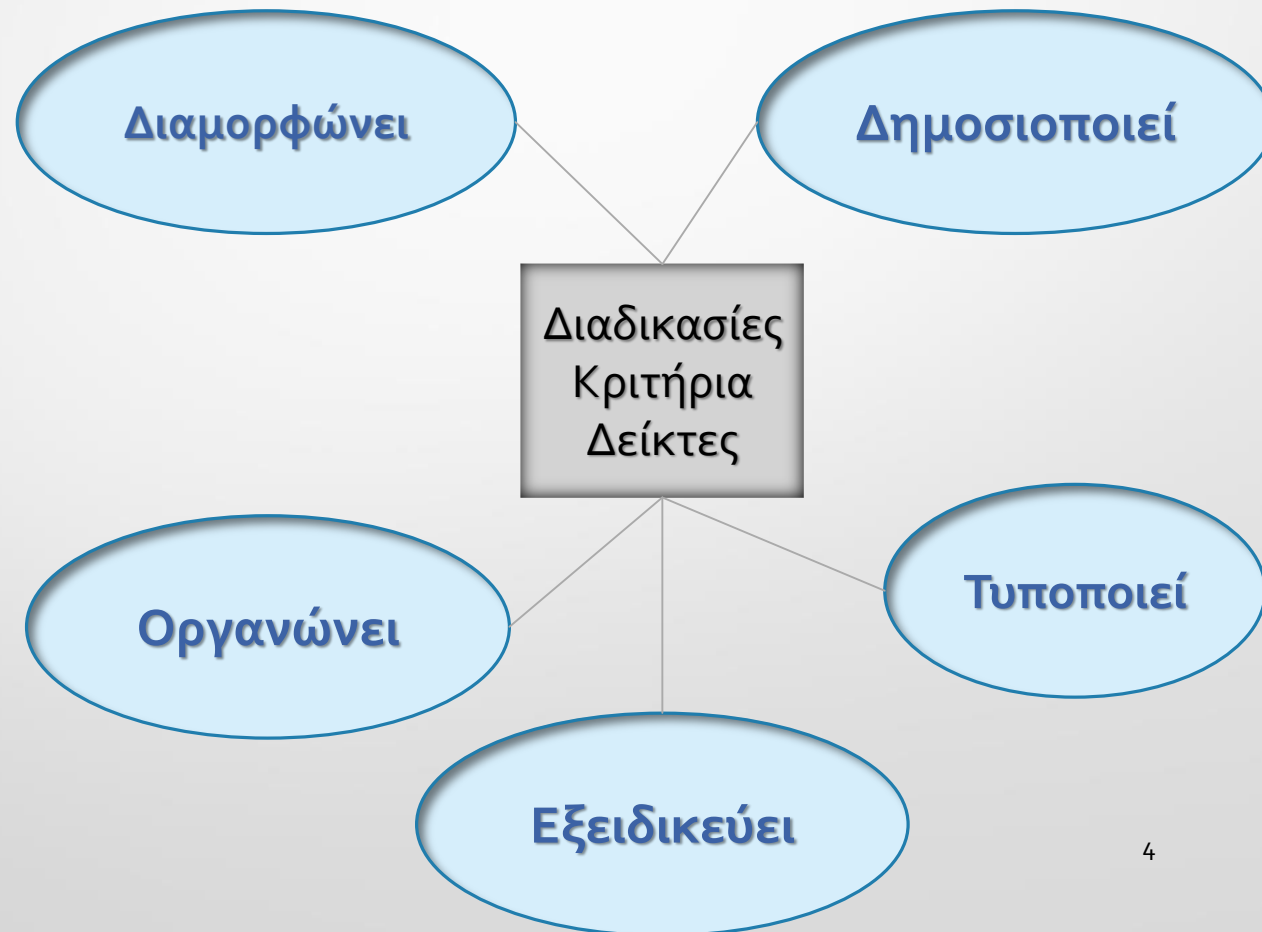 Διαμορφώνει
Δημοσιοποιεί
Διαδικασίες
Κριτήρια
Δείκτες
Οργανώνει
Τυποποιεί
Εξειδικεύει
4